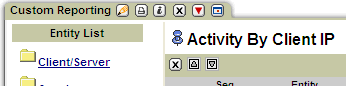 Custom Reporting
Entity List
Client/Server
Activity By Client IP
Seq
Entity